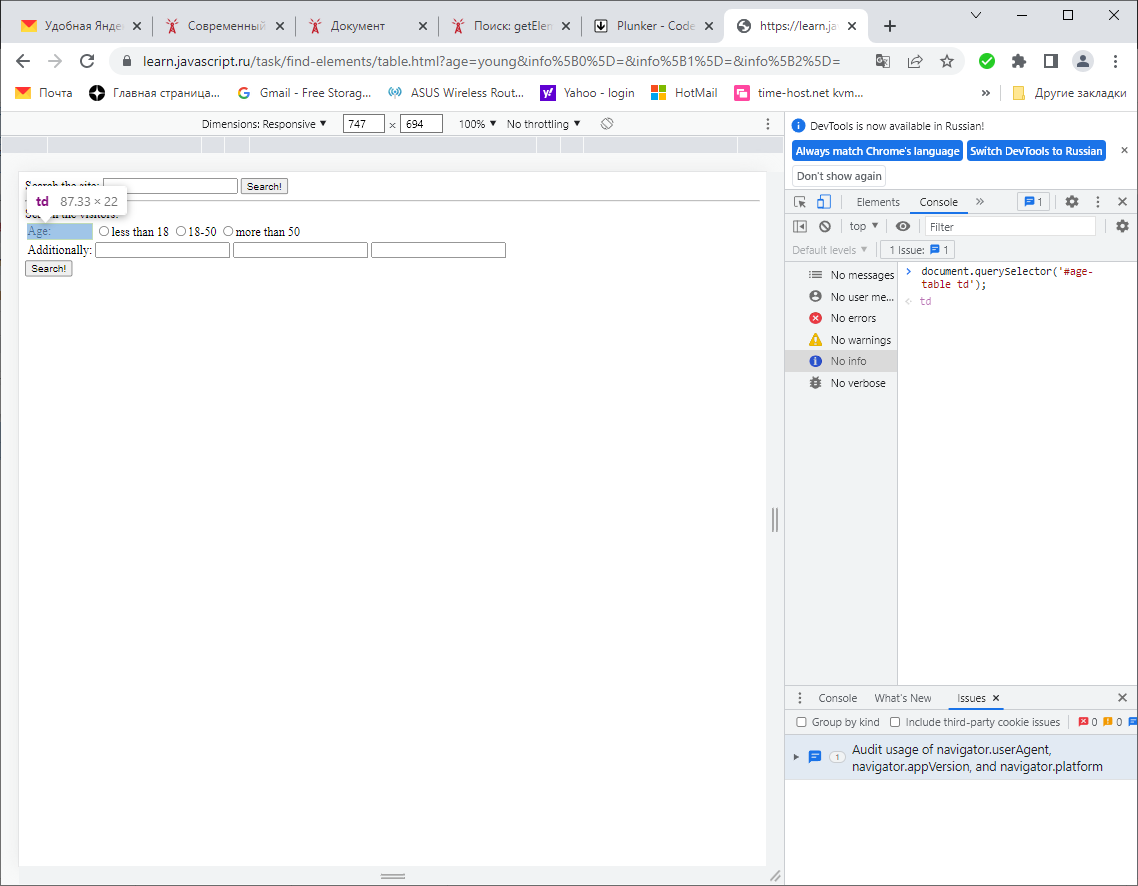 Удобная Янде
Современный
Документ
Поиск: getElem
Plunker - Code
https://learn.ja
learn.javascript.ru/task/find-elements/table.html?age=young&info%5B0%5D=&info%5B1%5D=&info%5B2%5D=
Почта
Главная страница...
Gmail - Free Storag...
ASUS Wireless Rout...
Yahoo - login
HotMail
time-host.net kvm...
»
Другие закладки
Dimensions: Responsive ▼ 747 × 694 100% ▼ No throttling ▼
Search the site: Search!
td 87.33 × 22
Search the visitors:
Age: less than 18 18-50 more than 50
Additionally:
Search!
DevTools is now available in Russian!
Always match Chrome's language Switch DevTools to Russian
Don't show again
Elements Console » 1
top ▼ Filter
Default levels ▼ 1 Issue: 1
No messages
No user me...
No errors
No warnings
No info
No verbose
document.querySelector('#age-
table td');
td
Console What's New Issues
Group by kind Include third-party cookie issues 0 0
1 Audit usage of navigator.userAgent,
navigator.appVersion, and navigator.platform